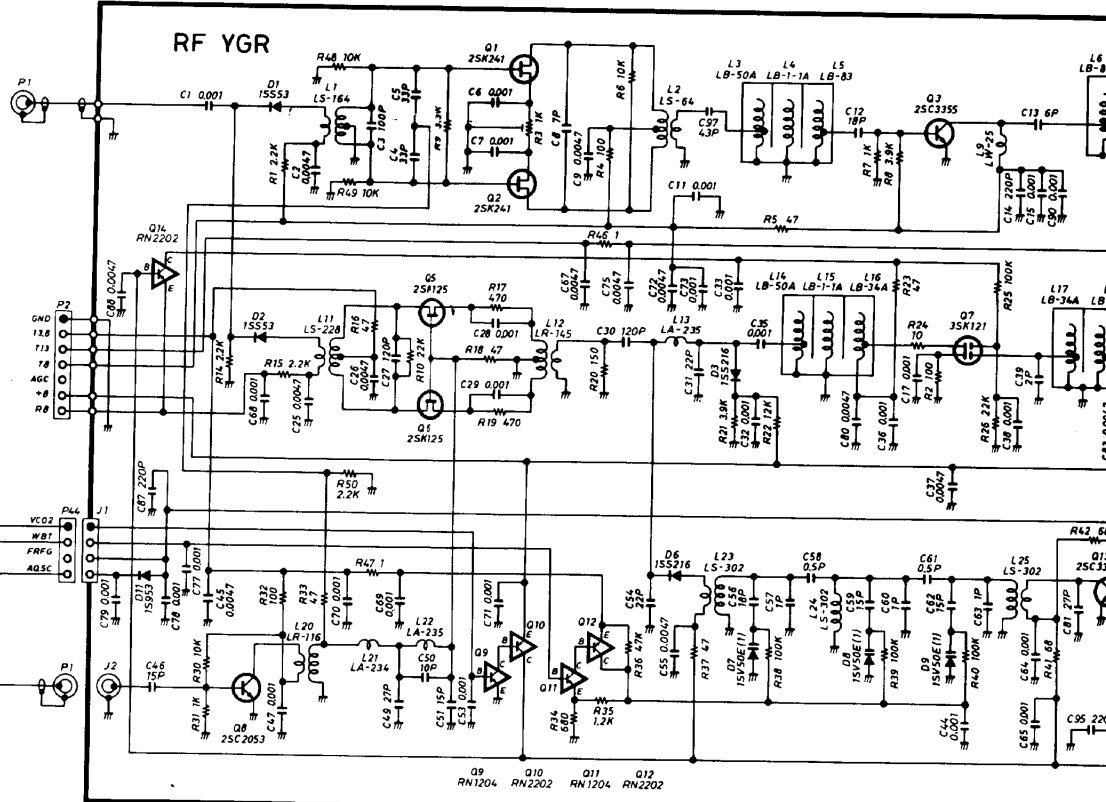 RF YGR
P1
C1 0.001
D1
1SS53
R48 10K
L1
LS-164
R1 2.2K
C2
0.0047
R49 10K
C3 100P
C5
33P
C4
33P
R9 3.3K
Q1
2SK241
C6 0.001
C7 0.001
R3 1K
Q2
2SK241
C8 7P
C9 0.0047
R4 100
R6 10K
L2
LS-64
C97
43P
C11 0.001
L3
LB-50A
L4
LB-1-1A
L5
LB-83
C12
18P
R7 1K
R8 3.9K
Q3
2SC3355
L9
LW-25
C13 6P
C14 220P
C15 0.001
C90 0.001
L6
R5 47
Q14
RN2202
B
C
E
C88 0.0047
P2
GND
13.8
T13
T8
AGC
+8
R8
R14 2.2K
D2
1SS53
R15 2.2K
C68 0.001
C25 0.0047
L11
LS-228
R16
47
C26
0.0047
C27 120P
R10 2.2K
Q5
2SK125
Q6
2SK125
R17
470
C28 0.001
R18 47
C29 0.001
R19 470
L12
LR-145
R46 1
C67
0.0047
C75
0.0047
C72
0.0047
C73
0.001
C33
0.001
R20 150
C30 120P
L13
LA-235
C31 22P
D3
1SS216
R21 3.9K
C32 0.001
R22 12K
C35
0.001
L14
LB-50A
L15
LB-1-1A
L16
LB-34A
C80 0.0047
C36 0.001
R23
47
R24
10
C17 0.001
R2 100
Q7
3SK121
R25 100K
R26 22K
C38 0.001
C39
2P
L17
LB-34A
C37
0.0047
R50
2.2K
C87 220P
P44
J1
VCO2
WBT
FRFG
AQSC
C79 0.001
D11
1S953
C78 0.001
C77 0.001
C45
0.0047
R32
100
R33
47
C70 0.001
R47 1
C69
0.001
C71 0.001
P1
J2
C46
15P
R30 10K
R31 1K
Q8
2SC2053
C47 0.001
L20
LR-116
L21
LA-234
L22
LA-235
C50
10P
C49 27P
C51 15P
C53 0.001
Q9
B
C
E
Q10
B
E
C
Q11
B
C
E
Q12
B
E
C
R34
680
R35
1.2K
R36 47K
Q9
RN1204
Q10
RN2202
Q11
RN1204
Q12
RN2202
C54
22P
D6
1SS216
C55 0.0047
R37 47
L23
LS-302
C56
18P
C57
1P
D7
1SV50E(1)
R38 100K
C58
0.5P
L24
LS-302
C59
15P
C60
1P
D8
1SV50E(1)
R39 100K
C61
0.5P
C62
15P
C63 1P
D9
1SV50E(1)
R40 100K
C44
0.001
L25
LS-302
C64 0.001
C65 0.001
R41 68
C81 27P
R42
C95